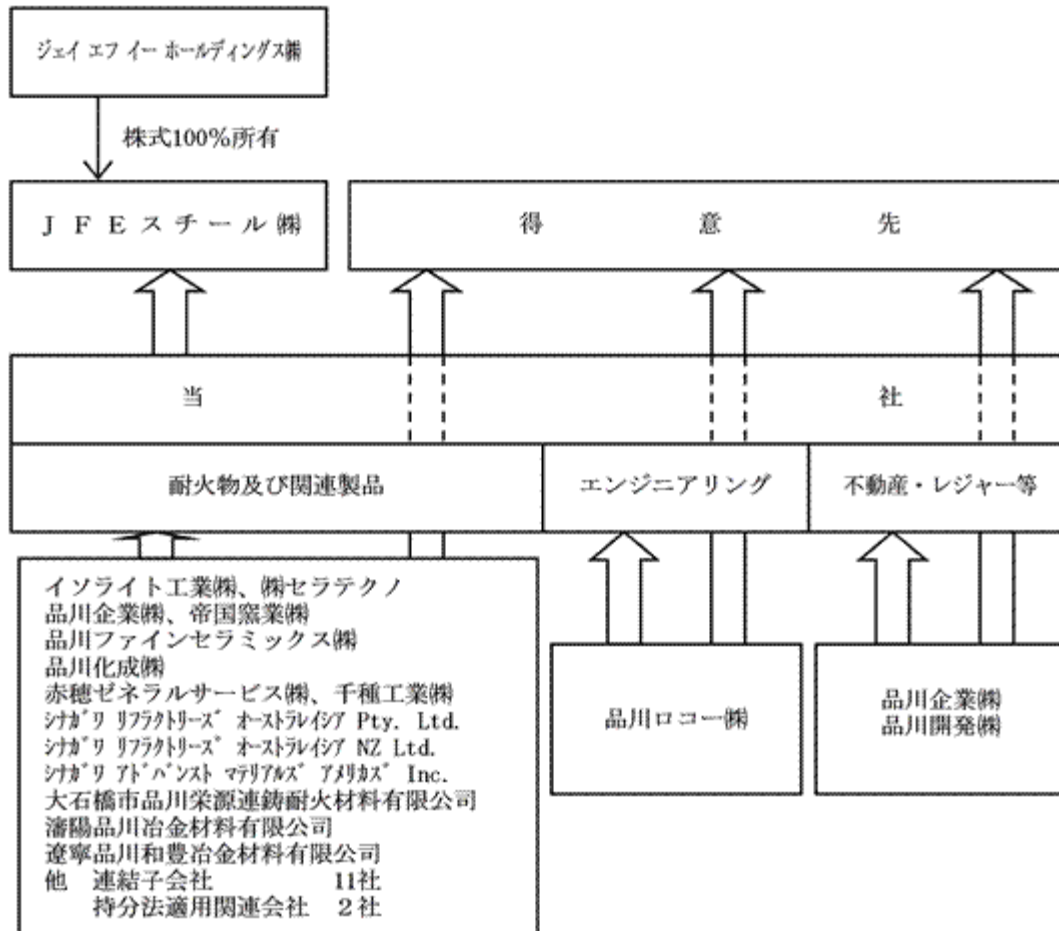 ジェイ エフ イー ホールディングス㈱
株式100%所有
JFEスチール㈱
得意先
当社
耐火物及び関連製品
エンジニアリング
不動産・レジャー等
イソライト工業㈱、㈱セラテクノ
品川企業㈱、帝国窯業㈱
品川ファインセラミックス㈱
品川化成㈱
赤穂ゼネラルサービス㈱、千種工業㈱
シナガワ リフラクトリーズ オーストラレイシア Pty. Ltd.
シナガワ リフラクトリーズ オーストラレイシア NZ Ltd.
シナガワ アドバンスト マテリアルズ アメリカズ Inc.
大石橋市品川栄源連鋳耐火材料有限公司
瀋陽品川冶金材料有限公司
遼寧品川和豊冶金材料有限公司
他 連結子会社 11社
持分法適用関連会社 2社
品川ロコー㈱
品川企業㈱
品川開発㈱